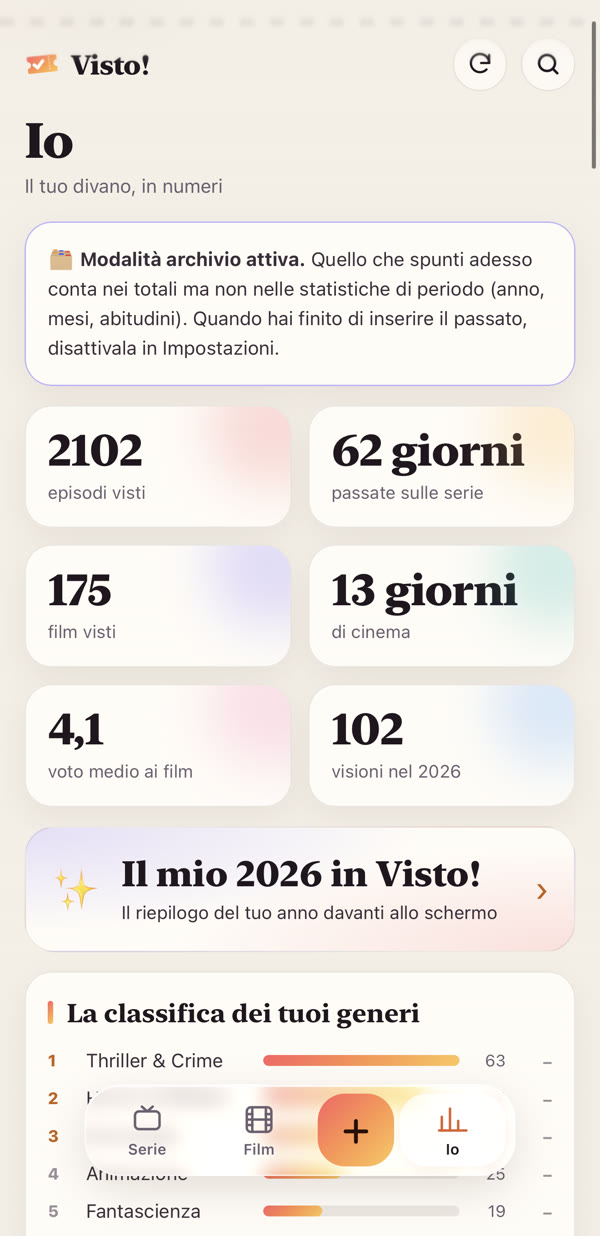 Visto!
Io
Il tuo divano, in numeri
Modalità archivio attiva. Quello che spunti adesso
conta nei totali ma non nelle statistiche di periodo (anno,
mesi, abitudini). Quando hai finito di inserire il passato,
disattivala in Impostazioni.
2102
episodi visti
62 giorni
passate sulle serie
175
film visti
13 giorni
di cinema
4,1
voto medio ai film
102
visioni nel 2026
Il mio 2026 in Visto!
Il riepilogo del tuo anno davanti allo schermo
›
La classifica dei tuoi generi
1 Thriller & Crime 63 –
2 –
3 –
4 Animazione 25 –
5 Fantascienza 19 –
Serie
Film
+
Io